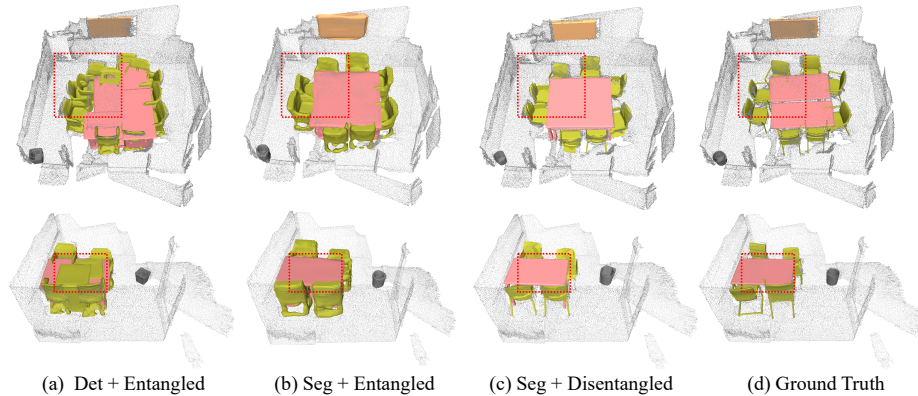 (a) Det + Entangled
(b) Seg + Entangled
(c) Seg + Disentangled
(d) Ground Truth